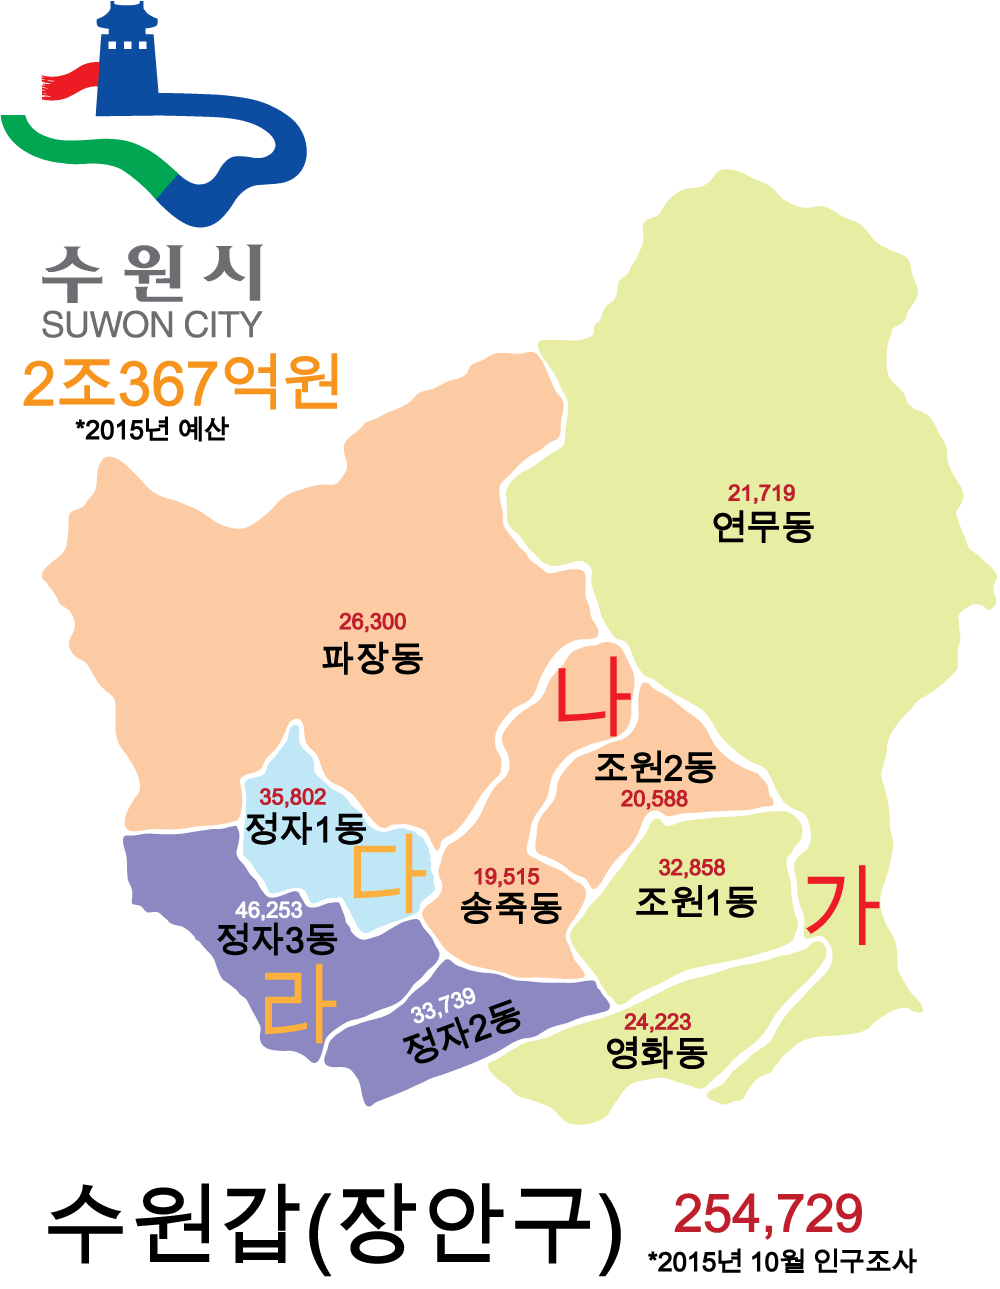 수원시
SUWON CITY
2조367억원
*2015년 예산
21,719
연무동
26,300
파장동
나
조원2동
20,588
35,802
정자1동
다
32,858
조원1동
19,515
송죽동
가
46,253
정자3동
라
33,739
정자2동
24,223
영화동
수원갑(장안구) 254,729
*2015년 10월 인구조사